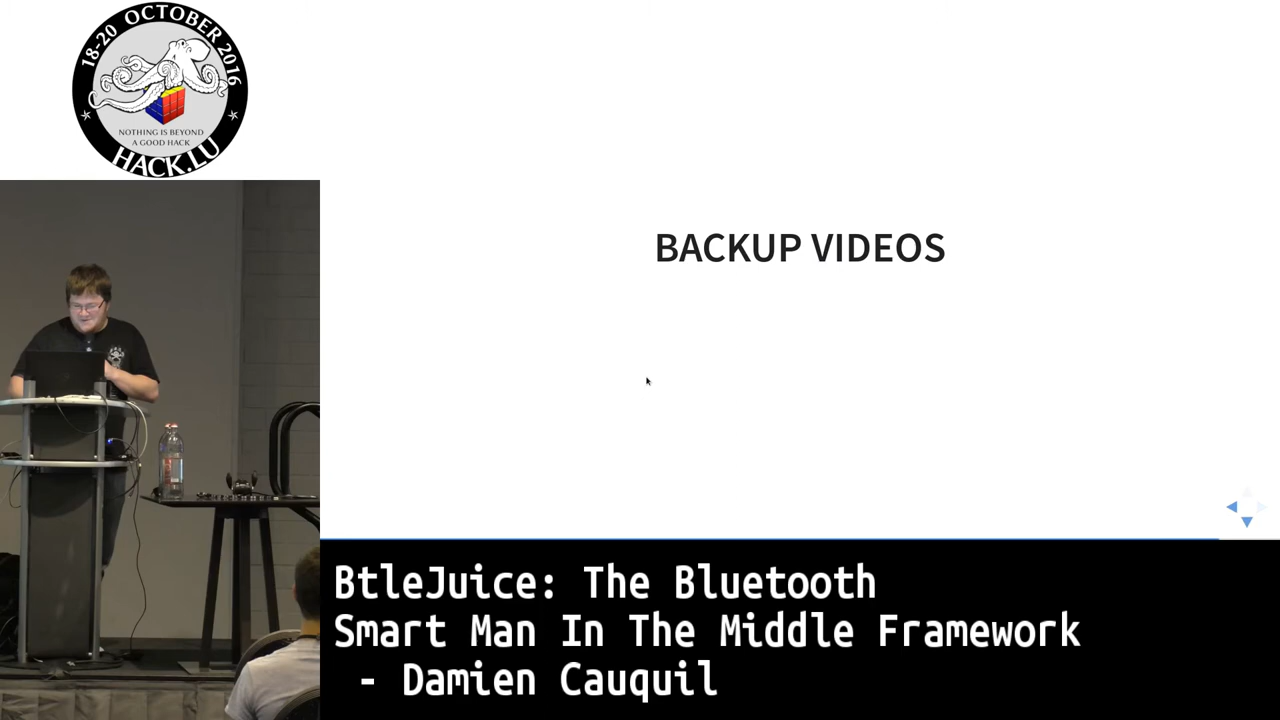 18-20 OCTOBER 2016
NOTHING IS BEYOND
A GOOD HACK
HACK.LU
BACKUP VIDEOS
BtleJuice: The Bluetooth
Smart Man In The Middle Framework
- Damien Cauquil